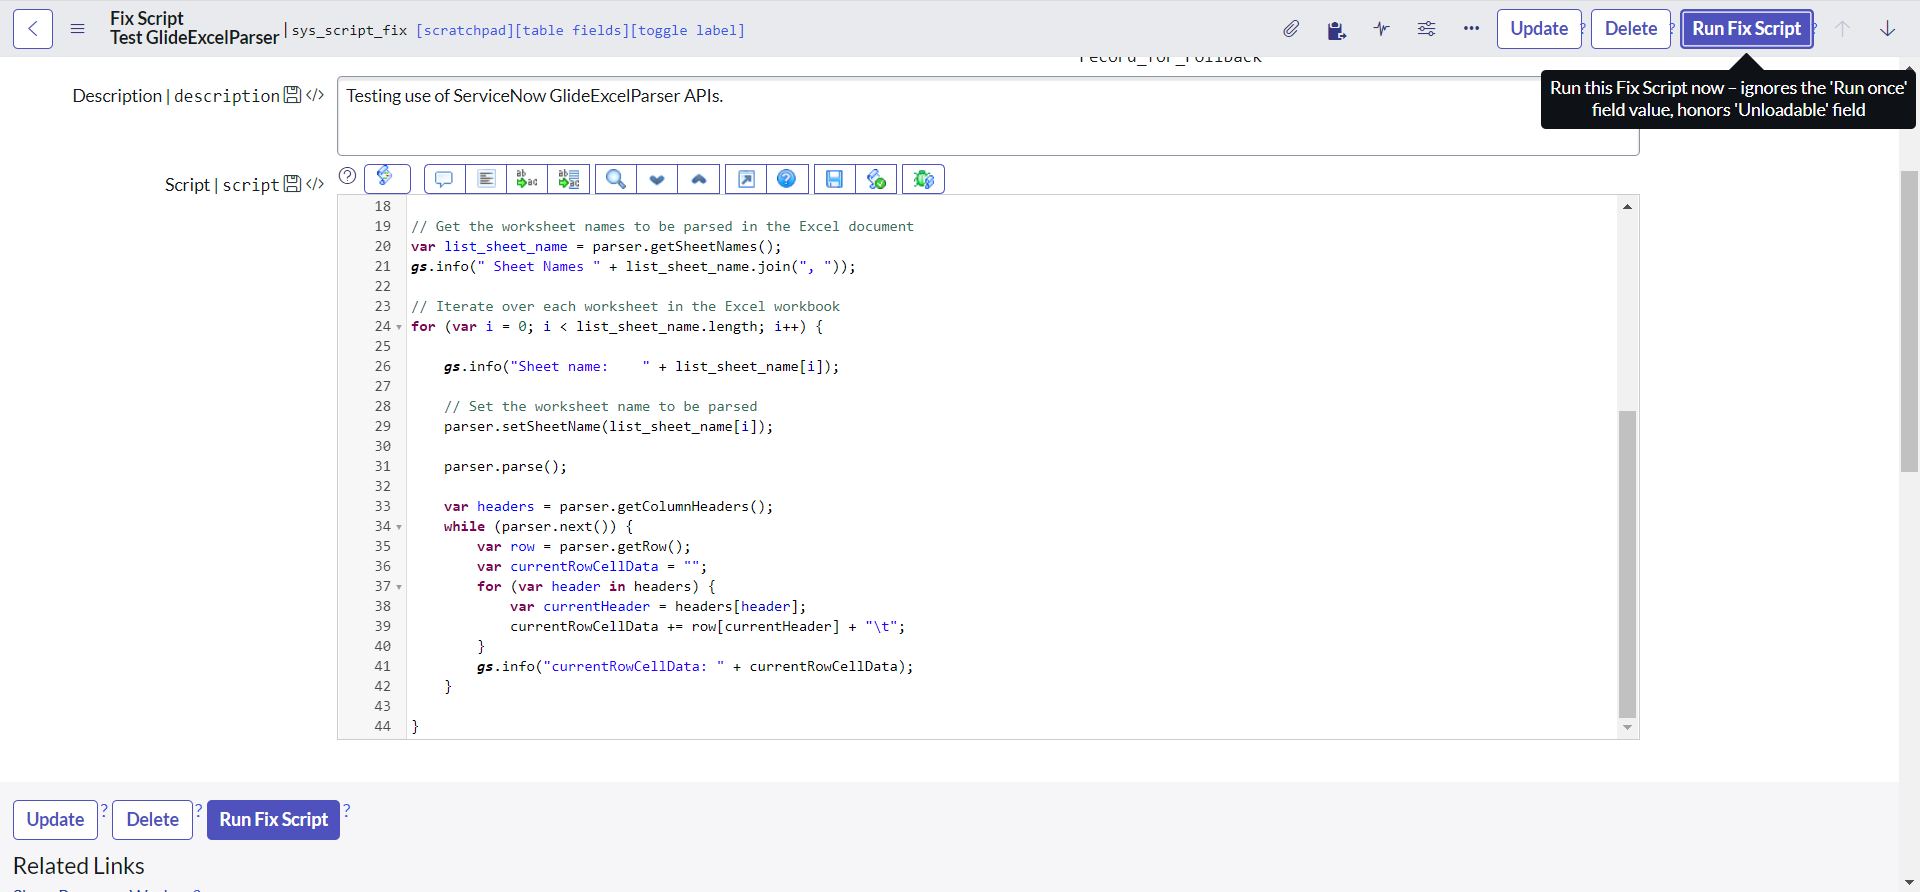 Fix Script
Test GlideExcelParser | sys_script_fix [scratchpad][table fields][toggle label]
Update ? Delete ? Run Fix Script ?
record_for_rollback
Run this Fix Script now – ignores the 'Run once'
field value, honors 'Unloadable' field
Description | description </>
Testing use of ServiceNow GlideExcelParser APIs.
Script | script </>
18
19 // Get the worksheet names to be parsed in the Excel document
20 var list_sheet_name = parser.getSheetNames();
21 gs.info(" Sheet Names " + list_sheet_name.join(", "));
22
23 // Iterate over each worksheet in the Excel workbook
24 for (var i = 0; i < list_sheet_name.length; i++) {
25
26     gs.info("Sheet name:    " + list_sheet_name[i]);
27
28     // Set the worksheet name to be parsed
29     parser.setSheetName(list_sheet_name[i]);
30
31     parser.parse();
32
33     var headers = parser.getColumnHeaders();
34     while (parser.next()) {
35         var row = parser.getRow();
36         var currentRowCellData = "";
37         for (var header in headers) {
38             var currentHeader = headers[header];
39             currentRowCellData += row[currentHeader] + "\t";
40         }
41         gs.info("currentRowCellData: " + currentRowCellData);
42     }
43
44 }
Update ? Delete ? Run Fix Script ?
Related Links